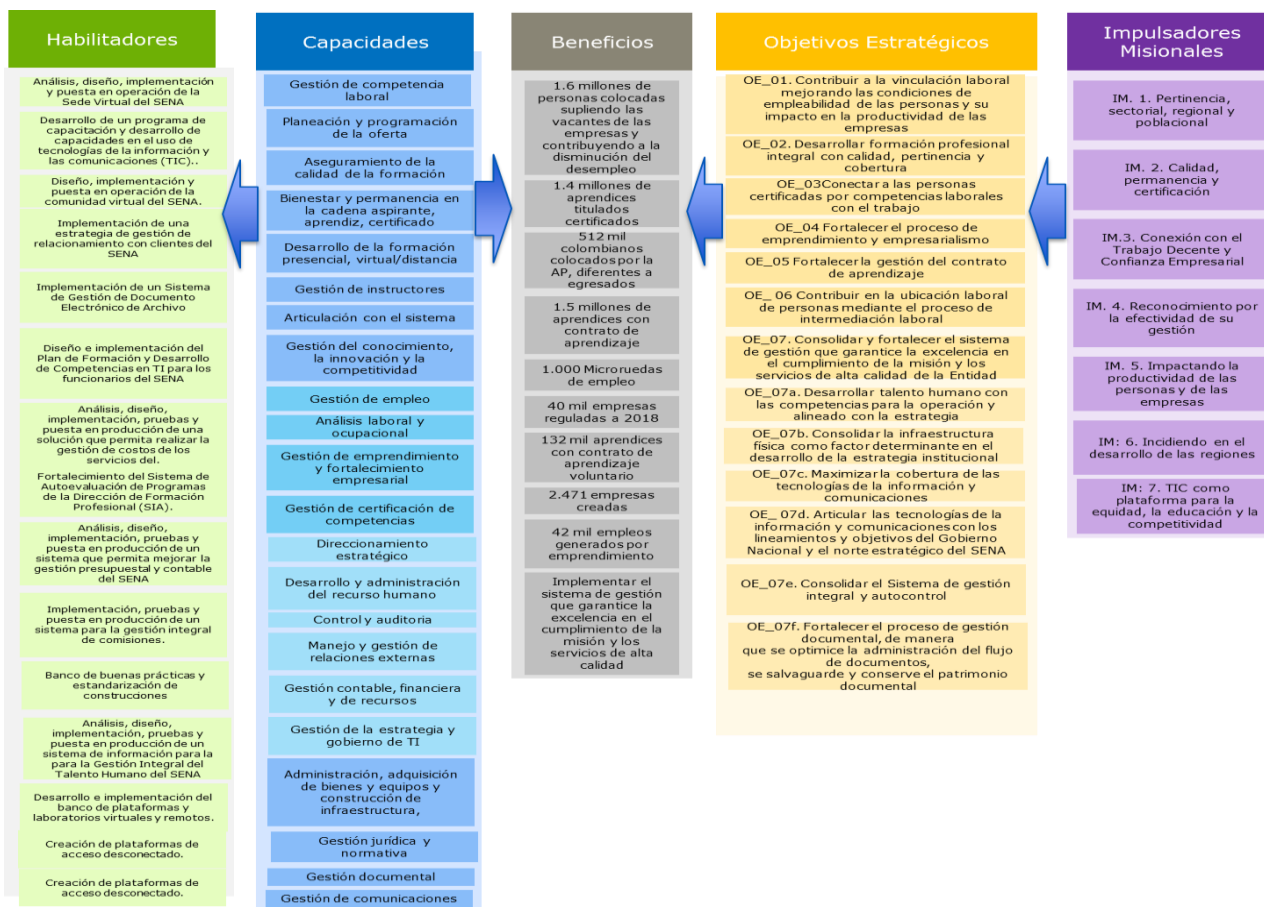 Habilitadores
Análisis, diseño, implementación
y puesta en operación de la
Sede Virtual del SENA
Desarrollo de un programa de
capacitación y desarrollo de
capacidades en el uso de
tecnologías de la información y
las comunicaciones (TIC)..
Diseño, implementación y
puesta en operación de la
comunidad virtual del SENA.
Implementación de una
estrategia de gestión de
relacionamiento con clientes del
SENA
Implementación de un Sistema
de Gestión de Documento
Electrónico de Archivo
Diseño e implementación del
Plan de Formación y Desarrollo
de Competencias en TI para los
funcionarios del SENA
Análisis, diseño,
implementación, pruebas y
puesta en producción de una
solución que permita realizar la
gestión de costos de los
servicios del.
Fortalecimiento del Sistema de
Autoevaluación de Programas
de la Dirección de Formación
Profesional (SIA).
Análisis, diseño,
implementación, pruebas y
puesta en producción de un
sistema que permita mejorar la
gestión presupuestal y contable
del SENA
Implementación, pruebas y
puesta en producción de un
sistema para la gestión integral
de comisiones.
Banco de buenas prácticas y
estandarización de
construcciones
Análisis, diseño,
implementación, pruebas y
puesta en producción de un
sistema de información para la
para la Gestión Integral del
Talento Humano del SENA
Desarrollo e implementación del
banco de plataformas y
laboratorios virtuales y remotos.
Creación de plataformas de
acceso desconectado.
Creación de plataformas de
acceso desconectado.
Capacidades
Gestión de competencia
laboral
Planeación y programación
de la oferta
Aseguramiento de la
calidad de la formación
Bienestar y permanencia en
la cadena aspirante,
aprendiz, certificado
Desarrollo de la formación
presencial, virtual/distancia
Gestión de instructores
Articulación con el sistema
Gestión del conocimiento,
la innovación y la
competitividad
Gestión de empleo
Análisis laboral y
ocupacional
Gestión de emprendimiento
y fortalecimiento
empresarial
Gestión de certificación de
competencias
Direccionamiento
estratégico
Desarrollo y administración
del recurso humano
Control y auditoria
Manejo y gestión de
relaciones externas
Gestión contable, financiera
y de recursos
Gestión de la estrategia y
gobierno de TI
Administración, adquisición
de bienes y equipos y
construcción de
infraestructura,
Gestión jurídica y
normativa
Gestión documental
Gestión de comunicaciones
Beneficios
1.6 millones de
personas colocadas
supliendo las
vacantes de las
empresas y
contribuyendo a la
disminución del
desempleo
1.4 millones de
aprendices
titulados
certificados
512 mil
colombianos
colocados por la
AP, diferentes a
egresados
1.5 millones de
aprendices con
contrato de
aprendizaje
1.000 Microruedas
de empleo
40 mil empresas
reguladas a 2018
132 mil aprendices
con contrato de
aprendizaje
voluntario
2.471 empresas
creadas
42 mil empleos
generados por
emprendimiento
Implementar el
sistema de gestión
que garantice la
excelencia en el
cumplimiento de la
misión y los
servicios de alta
calidad
Objetivos Estratégicos
OE_01. Contribuir a la vinculación laboral
mejorando las condiciones de
empleabilidad de las personas y su
impacto en la productividad de las
empresas
OE_02. Desarrollar formación profesional
integral con calidad, pertinencia y
cobertura
OE_03Conectar a las personas
certificadas por competencias laborales
con el trabajo
OE_04 Fortalecer el proceso de
emprendimiento y empresarialismo
OE_05 Fortalecer la gestión del contrato
de aprendizaje
OE_ 06 Contribuir en la ubicación laboral
de personas mediante el proceso de
intermediación laboral
OE_07. Consolidar y fortalecer el sistema
de gestión que garantice la excelencia en
el cumplimiento de la misión y los
servicios de alta calidad de la Entidad
OE_07a. Desarrollar talento humano
con las competencias para la operación y
alineado con la estrategia
OE_07b. Consolidar la infraestructura
física como factor determinante en el
desarrollo de la estrategia institucional
OE_07c. Maximizar la cobertura de las
tecnologías de la información y
comunicaciones
OE_ 07d. Articular las tecnologías de la
información y comunicaciones con los
lineamientos y objetivos del Gobierno
Nacional y el norte estratégico del SENA
OE_07e. Consolidar el Sistema de gestión
integral y autocontrol
OE_07f. Fortalecer el proceso de gestión
documental, de manera
que se optimice la administración del flujo
de documentos,
se salvaguarde y conserve el patrimonio
documental
Impulsadores
Misionales
IM. 1. Pertinencia,
sectorial, regional y
poblacional
IM. 2. Calidad,
permanencia y
certificación
IM.3. Conexión con el
Trabajo Decente y
Confianza Empresarial
IM. 4. Reconocimiento por
la efectividad de su
gestión
IM. 5. Impactando la
productividad de las
personas y de las
empresas
IM: 6. Incidiendo en el
desarrollo de las regiones
IM: 7. TIC como
plataforma para la
equidad, la educación y la
competitividad